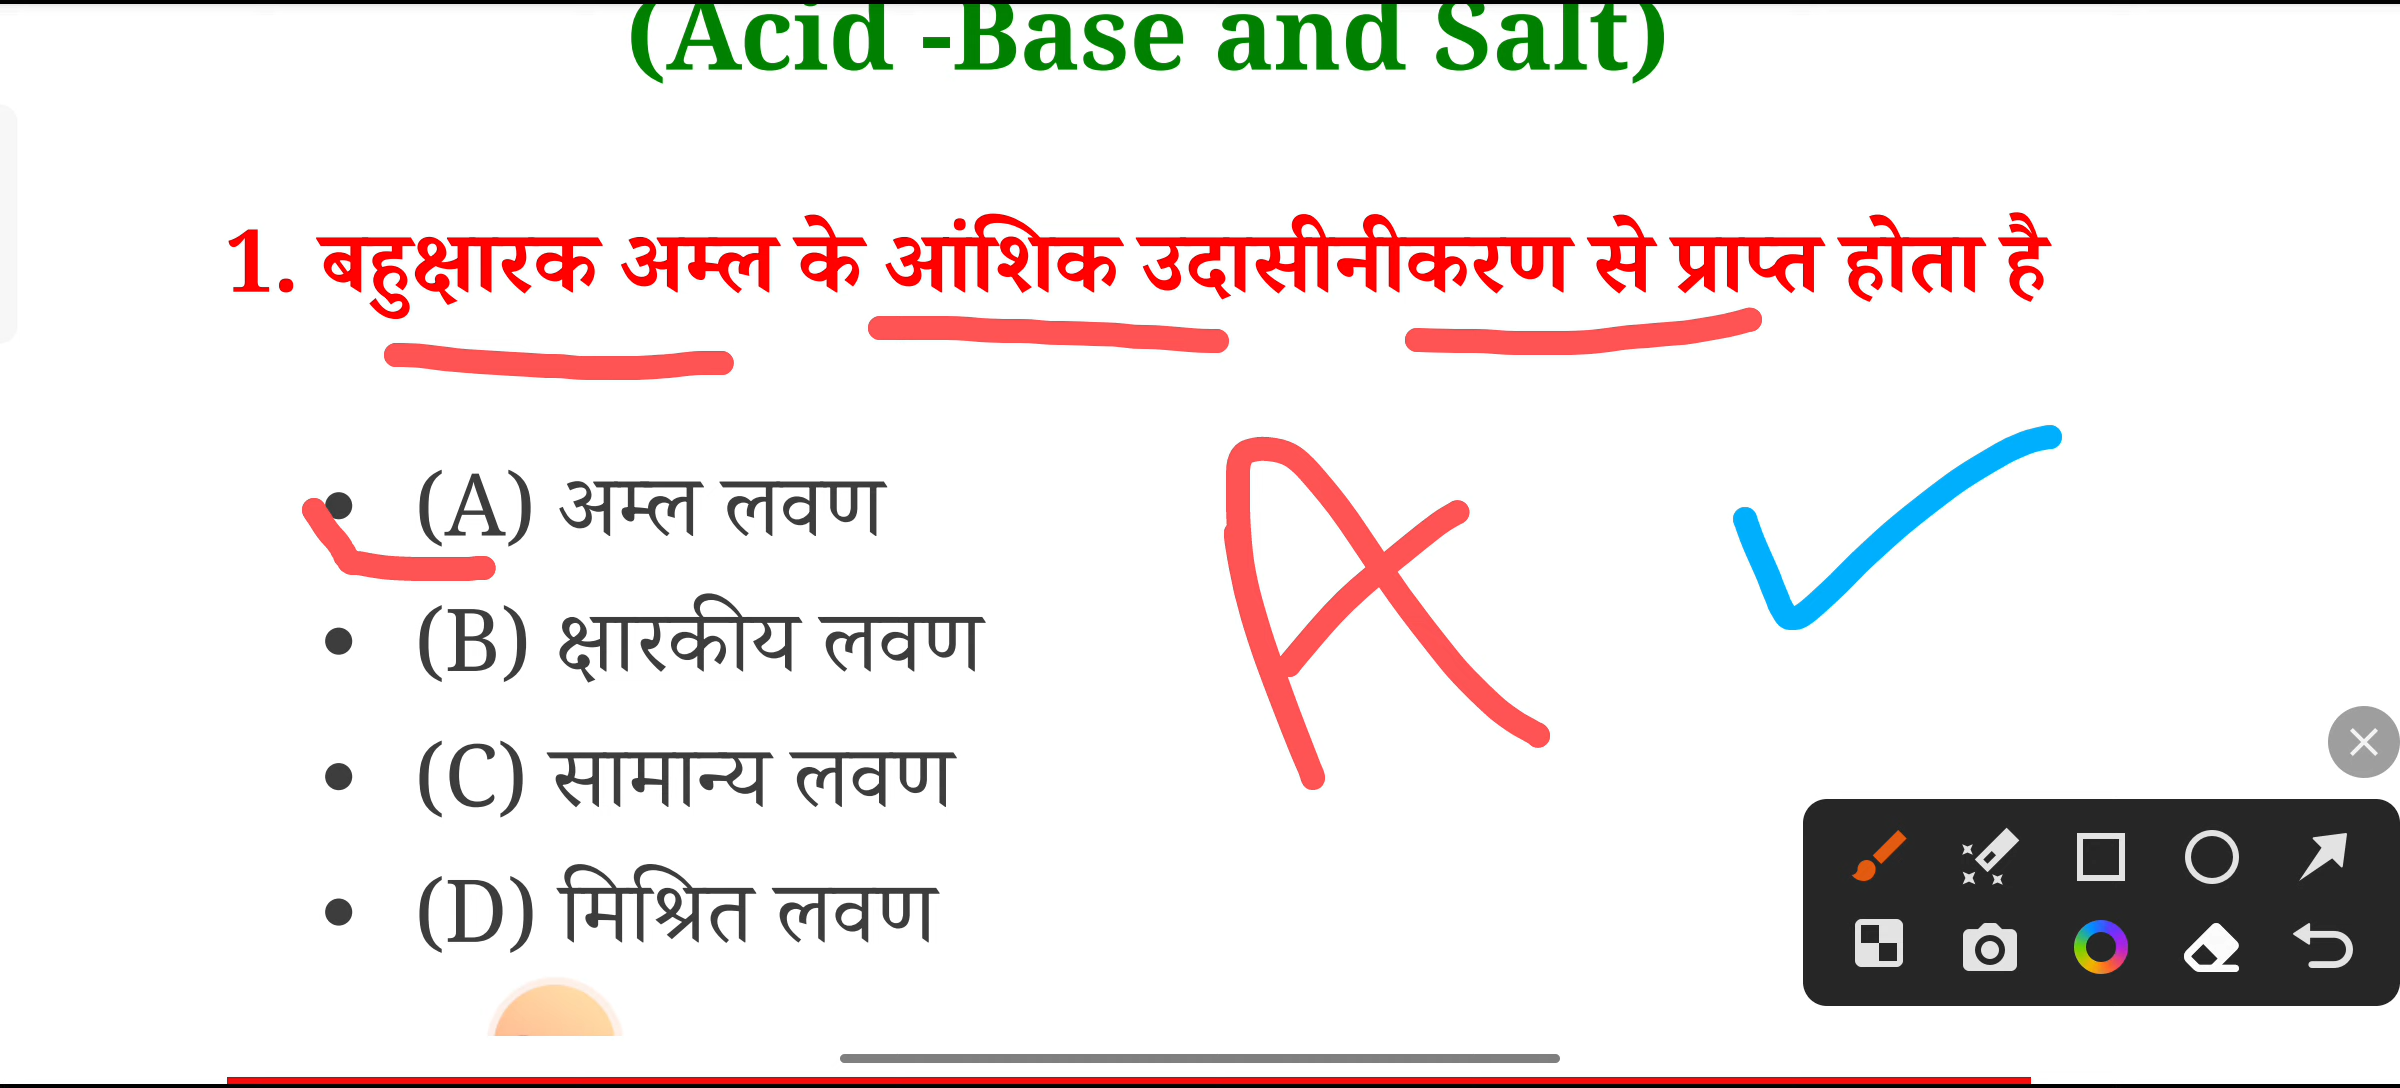 (Acid -Base and Salt)
1. बहुक्षारक अम्ल के आंशिक उदासीनीकरण से प्राप्त होता है
• (A) अम्ल लवण
• (B) क्षारकीय लवण
• (C) सामान्य लवण
• (D) मिश्रित लवण
A